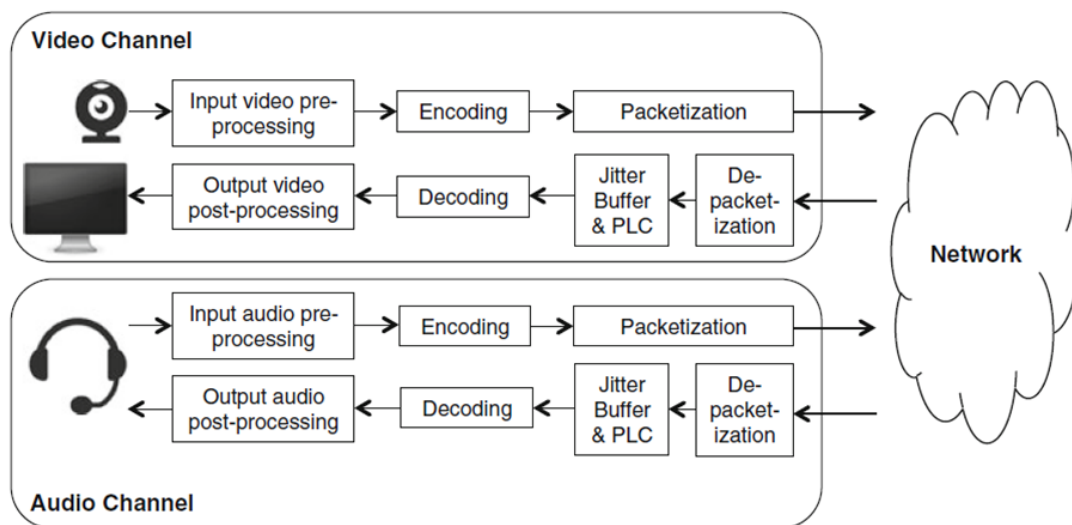 Video Channel
Input video pre-
processing
Encoding
Packetization
Output video
post-processing
Decoding
Jitter
Buffer
& PLC
De-
packet-
ization
Network
Input audio pre-
processing
Encoding
Packetization
Output audio
post-processing
Decoding
Jitter
Buffer
& PLC
De-
packet-
ization
Audio Channel